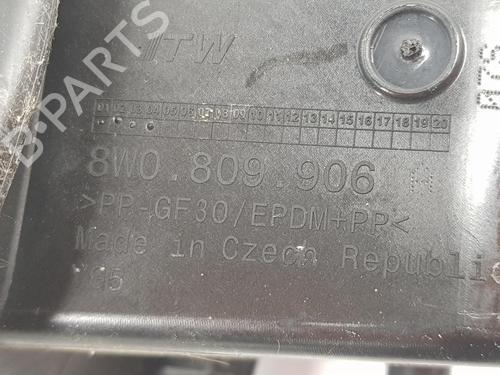 ITW
01 02 03 04 05 06 07 08 09 10 11 12 13 14 15 16 17 18 19 20
8W0.809.906 H
>PP-GF30/EPDM+PP<
Made in Czech Republi
B-PARTS